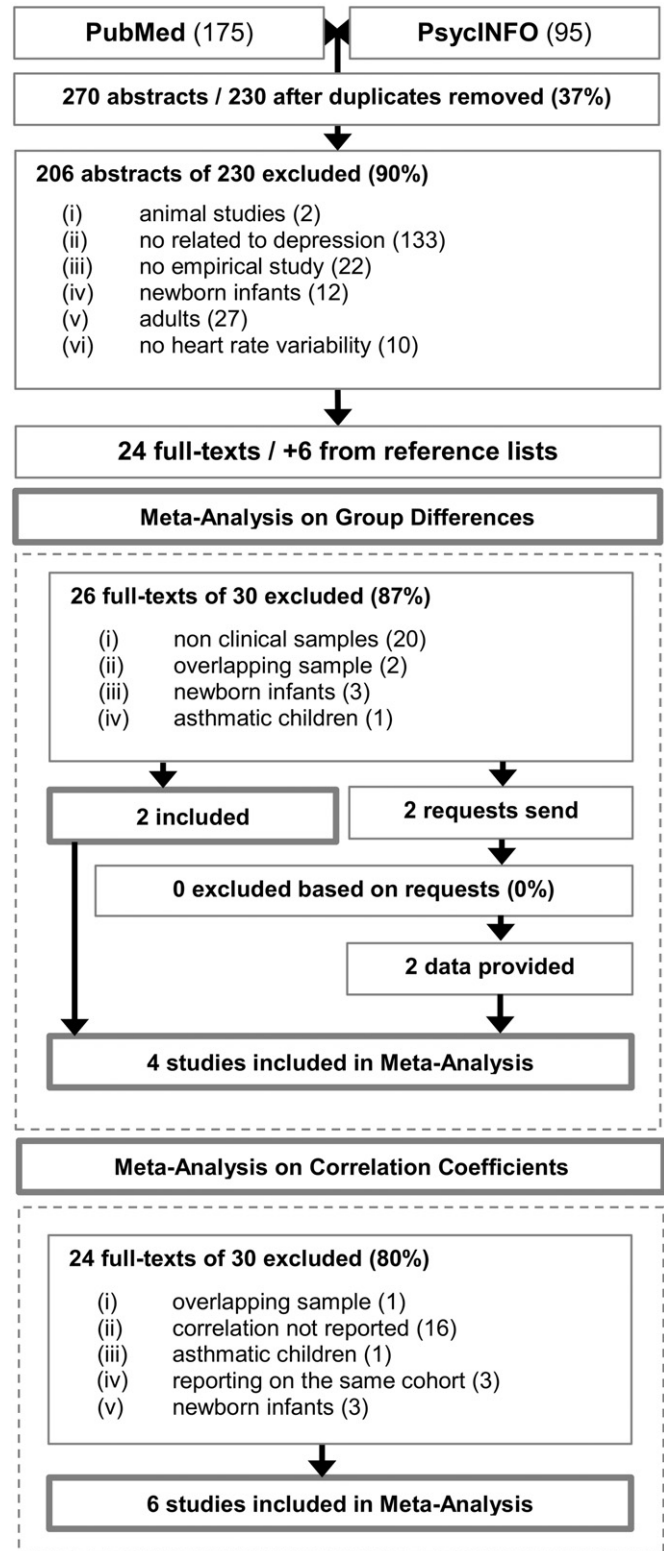 PubMed (175) PsycINFO (95)
270 abstracts / 230 after duplicates removed (37%)
206 abstracts of 230 excluded (90%)
(i) animal studies (2)
(ii) no related to depression (133)
(iii) no empirical study (22)
(iv) newborn infants (12)
(v) adults (27)
(vi) no heart rate variability (10)
24 full-texts / +6 from reference lists
Meta-Analysis on Group Differences
26 full-texts of 30 excluded (87%)
(i) non clinical samples (20)
(ii) overlapping sample (2)
(iii) newborn infants (3)
(iv) asthmatic children (1)
2 included 2 requests send
0 excluded based on requests (0%)
2 data provided
4 studies included in Meta-Analysis
Meta-Analysis on Correlation Coefficients
24 full-texts of 30 excluded (80%)
(i) overlapping sample (1)
(ii) correlation not reported (16)
(iii) asthmatic children (1)
(iv) reporting on the same cohort (3)
(v) newborn infants (3)
6 studies included in Meta-Analysis